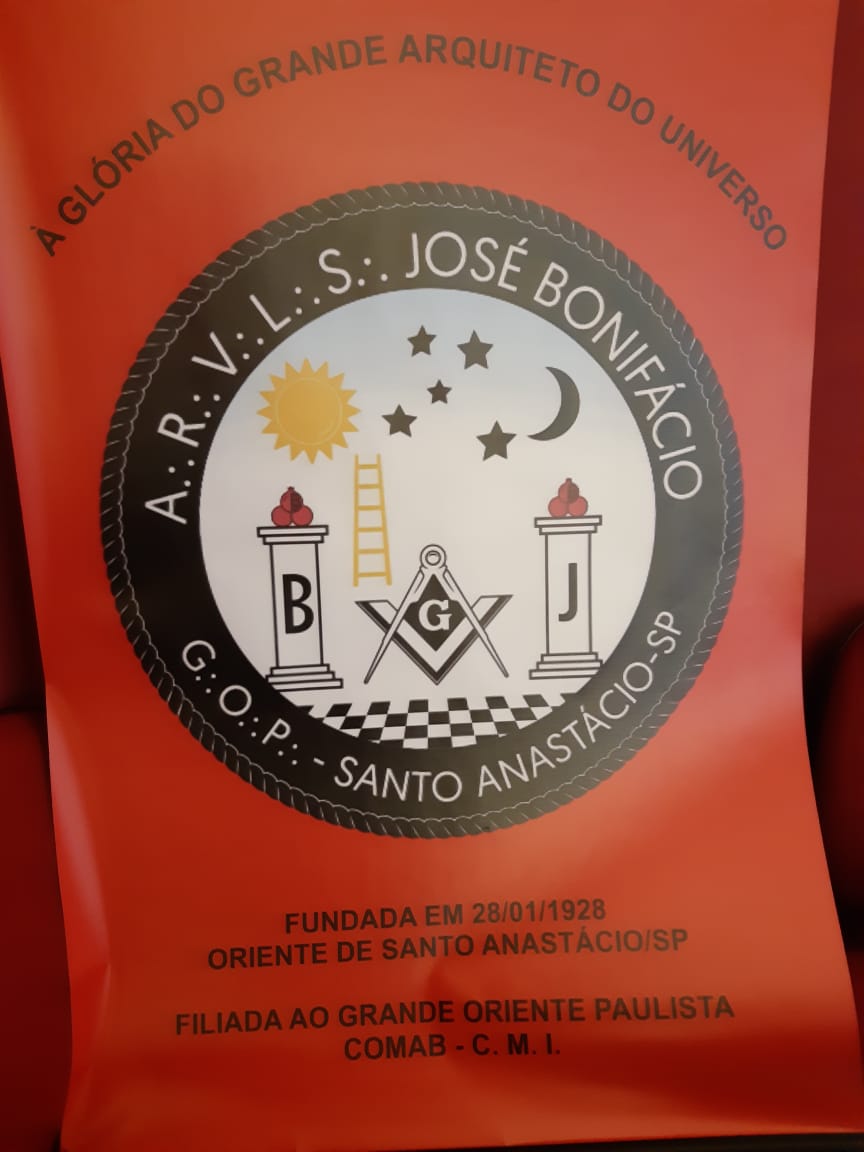 À GLÓRIA DO GRANDE ARQUITETO DO UNIVERSO
A.:. R.:. V.:. L.:. S.:. JOSÉ BONIFÁCIO
B
G
J
G.:. O.:. P.:. - SANTO ANASTÁCIO-SP
FUNDADA EM 28/01/1928
ORIENTE DE SANTO ANASTÁCIO/SP
FILIADA AO GRANDE ORIENTE PAULISTA
COMAB - C. M. I.